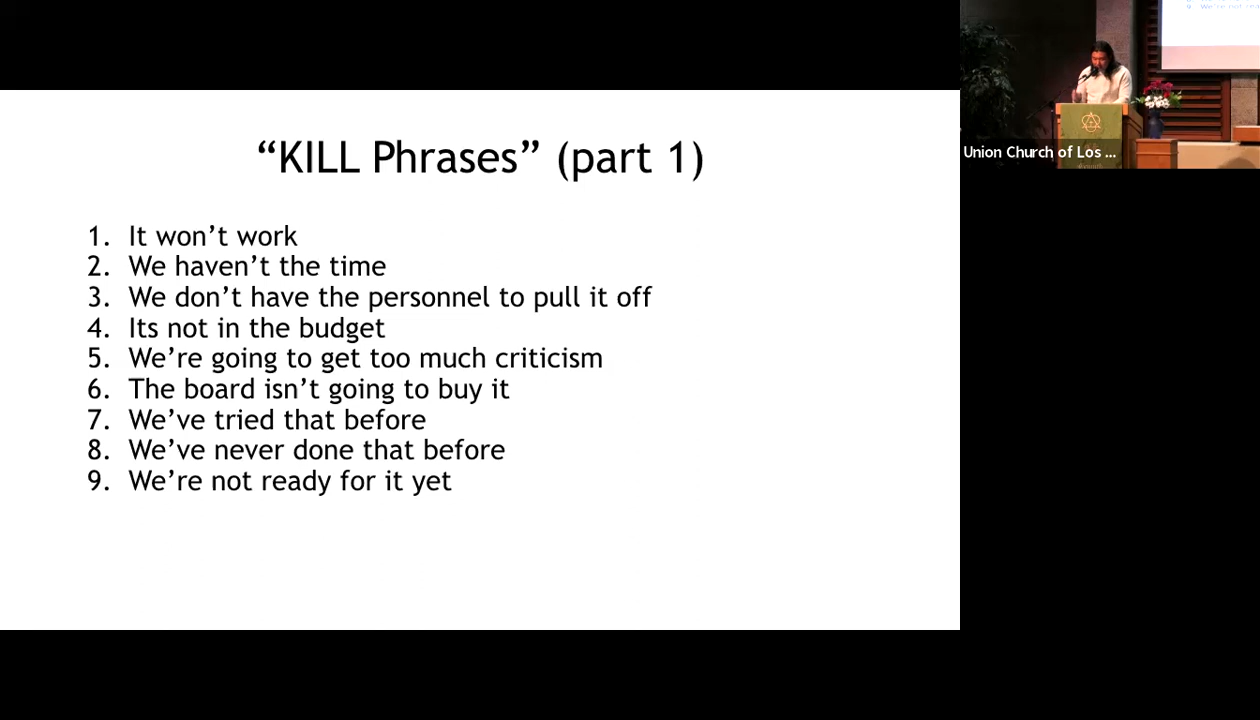 “KILL Phrases” (part 1)
1. It won’t work
2. We haven’t the time
3. We don’t have the personnel to pull it off
4. Its not in the budget
5. We’re going to get too much criticism
6. The board isn’t going to buy it
7. We’ve tried that before
8. We’ve never done that before
9. We’re not ready for it yet
Union Church of Los ...